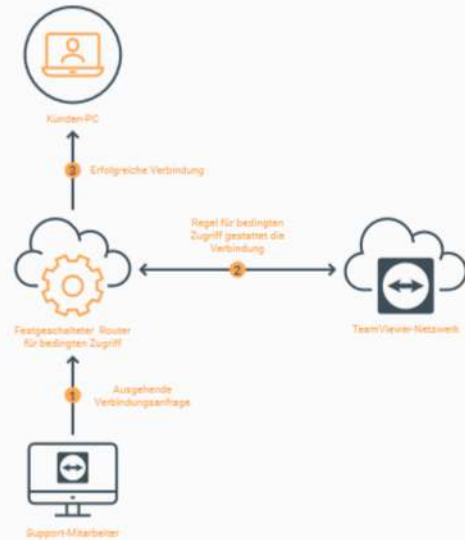 Kunden-PC
3
Erfolgreiche Verbindung
Regel für bedingten
Zugriff gestattet die
Verbindung
2
Festgeschalteter Router
für bedingten Zugriff
TeamViewer-Netzwerk
1
Ausgehende
Verbindungsanfrage
Support-Mitarbeiter